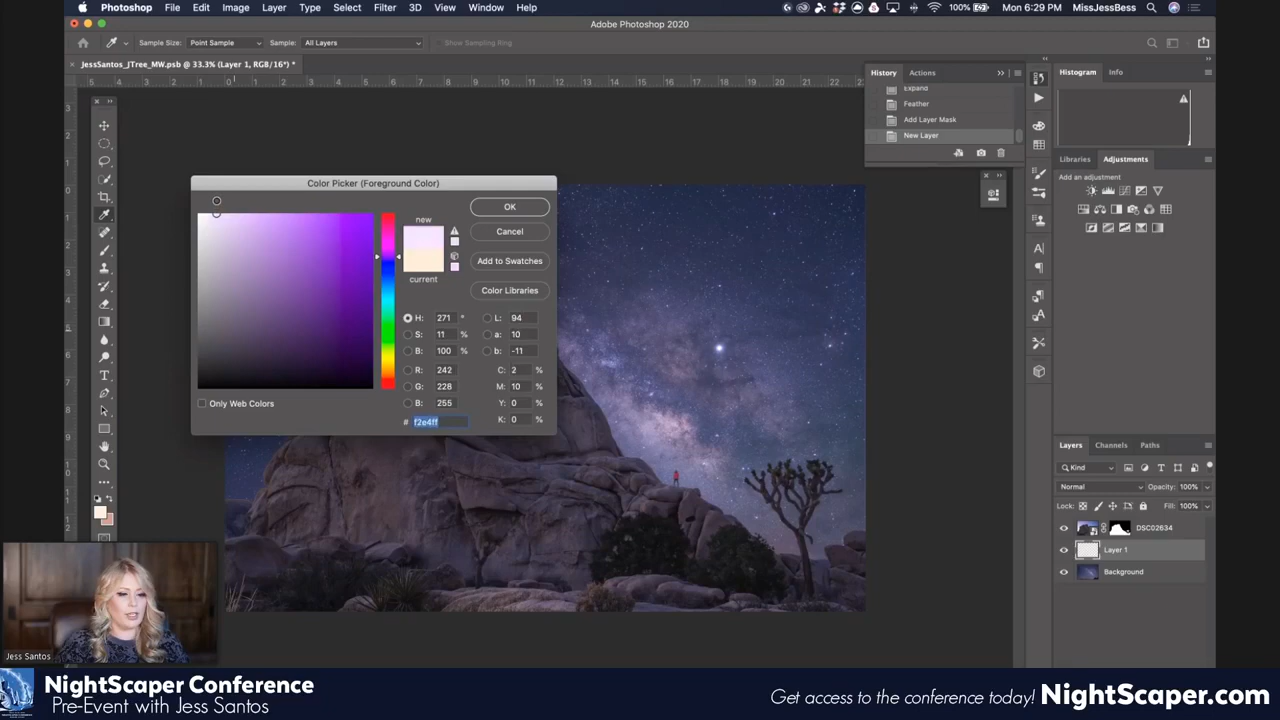 Photoshop File Edit Image Layer Type Select Filter 3D View Window Help 100% Mon 6:29 PM MissJessBess
Adobe Photoshop 2020
Sample Size: Point Sample Sample: All Layers Show Sampling Ring
JessSantos_JTree_MW.psb @ 33.3% (Layer 1, RGB/16*) *
History Actions
Histogram Info
Expand
Feather
Add Layer Mask
New Layer
Libraries Adjustments
Add an adjustment
Color Picker (Foreground Color)
new
current
OK
Cancel
Add to Swatches
Color Libraries
H: 271 ° L: 94
S: 11 % a: 10
B: 100 % b: -11
R: 242 C: 2 %
G: 228 M: 10 %
B: 255 Y: 0 %
# f2e4ff K: 0 %
Only Web Colors
Layers Channels Paths
Kind
Normal Opacity: 100%
Lock: Fill: 100%
DSC02634
Layer 1
Background
Jess Santos
NightScaper Conference
Pre-Event with Jess Santos
Get access to the conference today! NightScaper.com